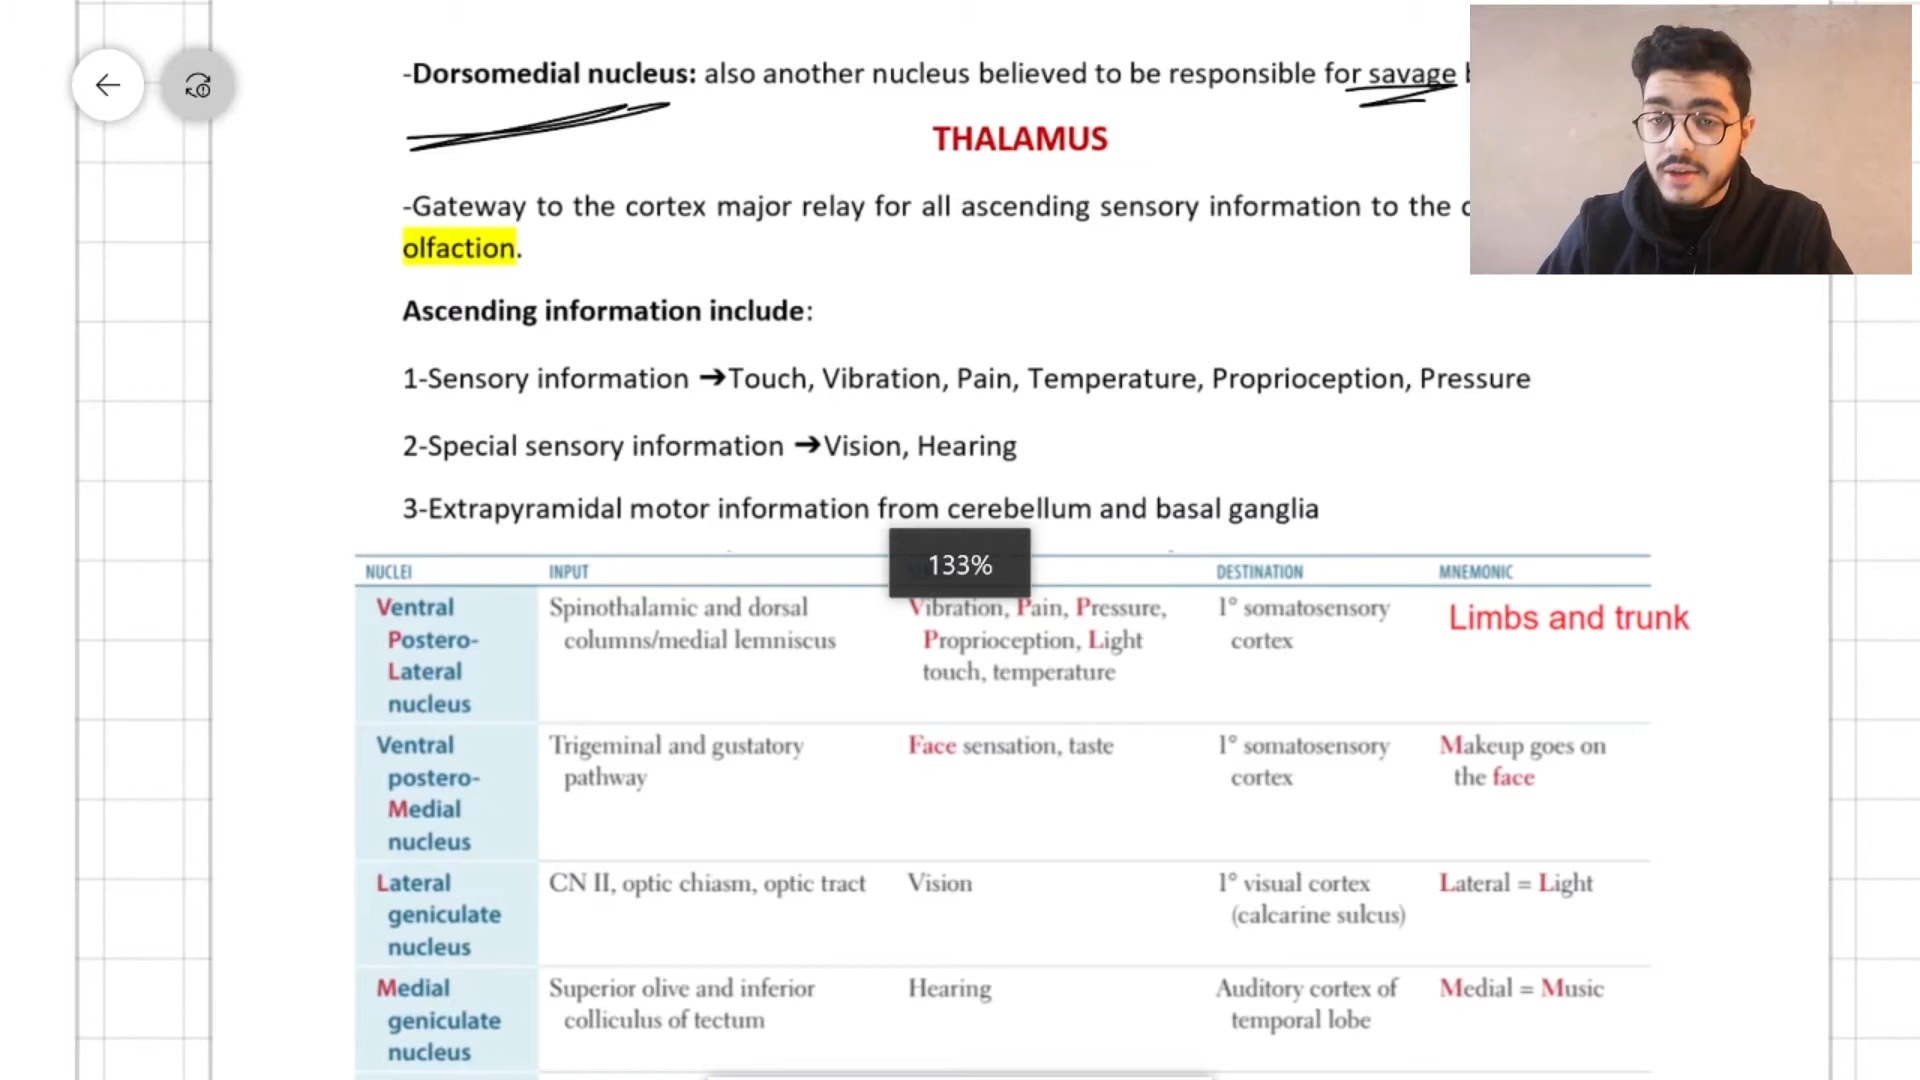 -Dorsomedial nucleus: also another nucleus believed to be responsible for savage
THALAMUS
-Gateway to the cortex major relay for all ascending sensory information to the
olfaction.
Ascending information include:
1-Sensory information ➔Touch, Vibration, Pain, Temperature, Proprioception, Pressure
2-Special sensory information ➔Vision, Hearing
3-Extrapyramidal motor information from cerebellum and basal ganglia
133%
NUCLEI INPUT DESTINATION MNEMONIC
Ventral Postero-Lateral nucleus
Spinothalamic and dorsal columns/medial lemniscus
Vibration, Pain, Pressure, Proprioception, Light touch, temperature
1° somatosensory cortex
Limbs and trunk
Ventral postero-Medial nucleus
Trigeminal and gustatory pathway
Face sensation, taste
1° somatosensory cortex
Makeup goes on the face
Lateral geniculate nucleus
CN II, optic chiasm, optic tract
Vision
1° visual cortex (calcarine sulcus)
Lateral = Light
Medial geniculate nucleus
Superior olive and inferior colliculus of tectum
Hearing
Auditory cortex of temporal lobe
Medial = Music